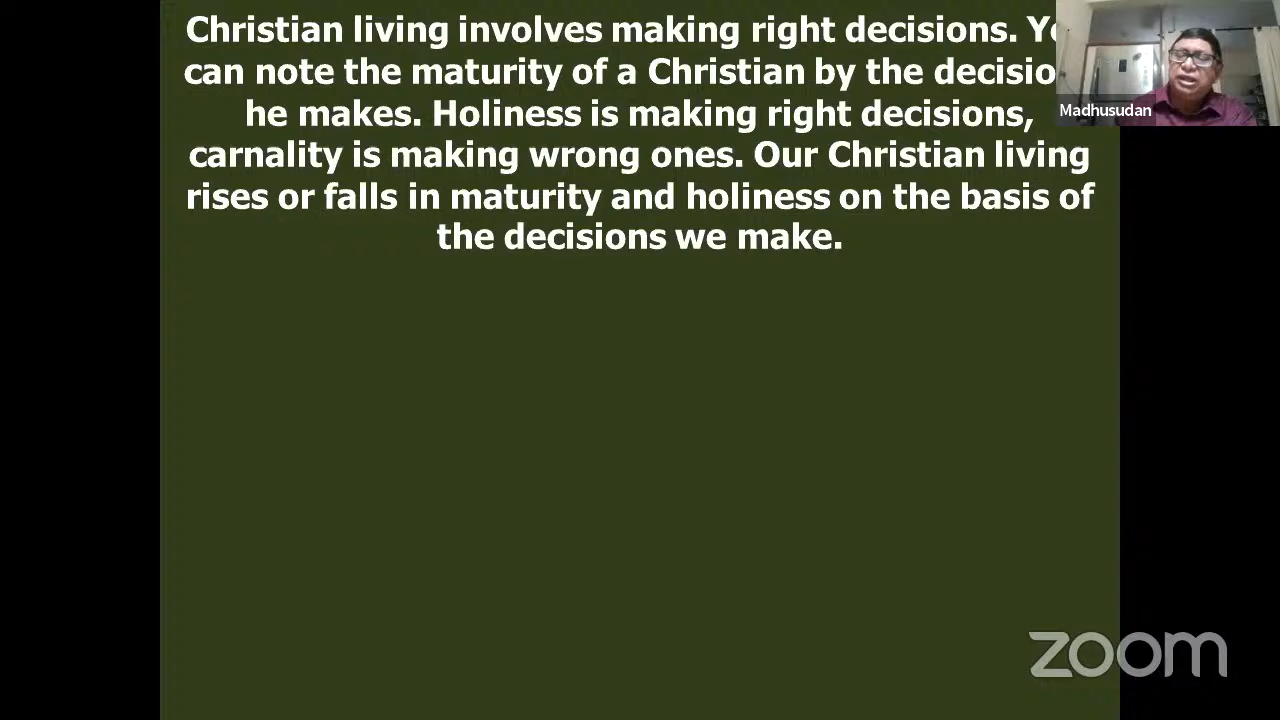 Christian living involves making right decisions.
can note the maturity of a Christian by the
he makes. Holiness is making right decisions,
Madhusudan
carnality is making wrong ones. Our Christian living
rises or falls in maturity and holiness on the basis of
the decisions we make.
zoom